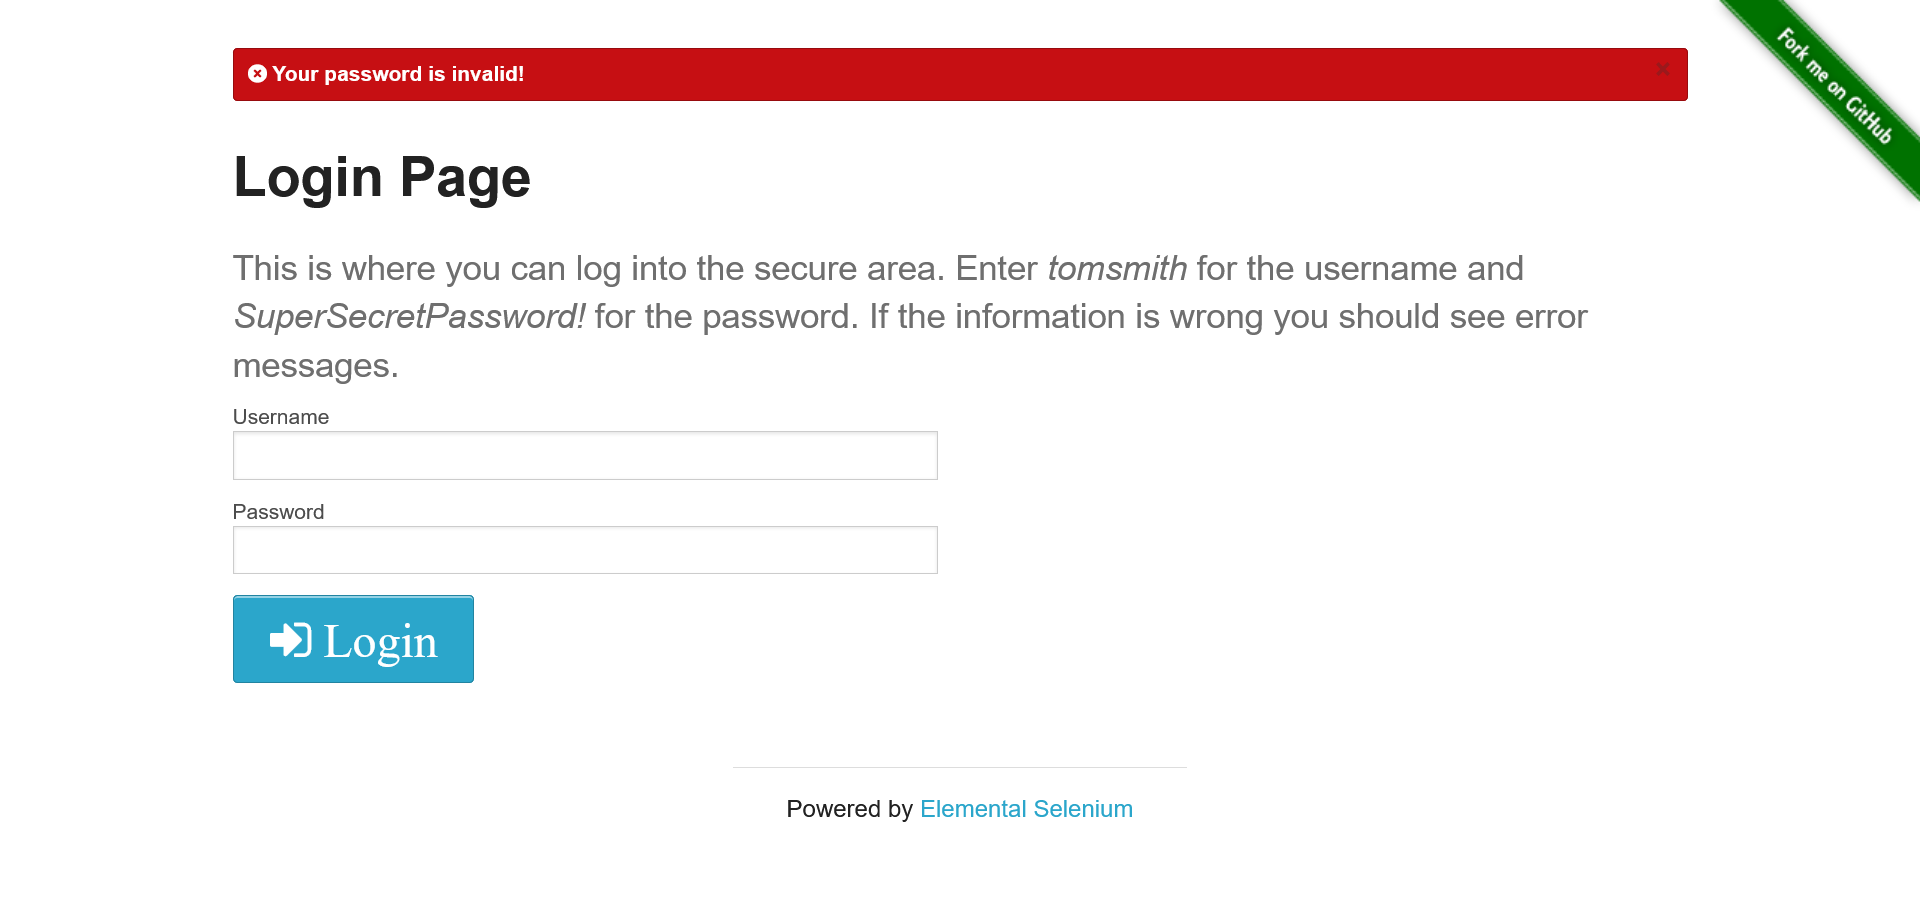 Your password is invalid!
Fork me on GitHub
Login Page
This is where you can log into the secure area. Enter tomsmith for the username and
SuperSecretPassword! for the password. If the information is wrong you should see error
messages.
Username
Password
Login
Powered by Elemental Selenium